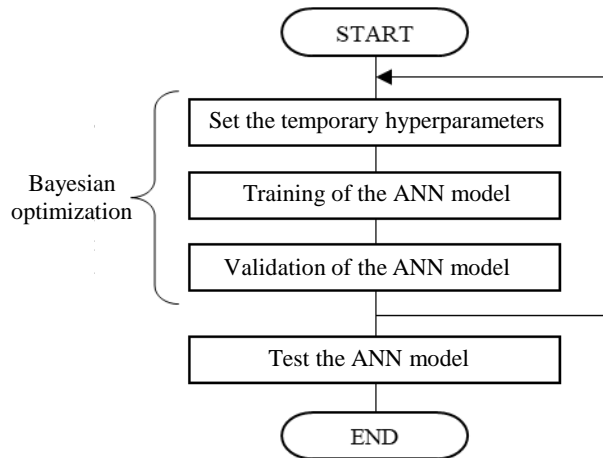 START
Set the temporary hyperparameters
Training of the ANN model
Bayesian
optimization
Validation of the ANN model
Test the ANN model
END